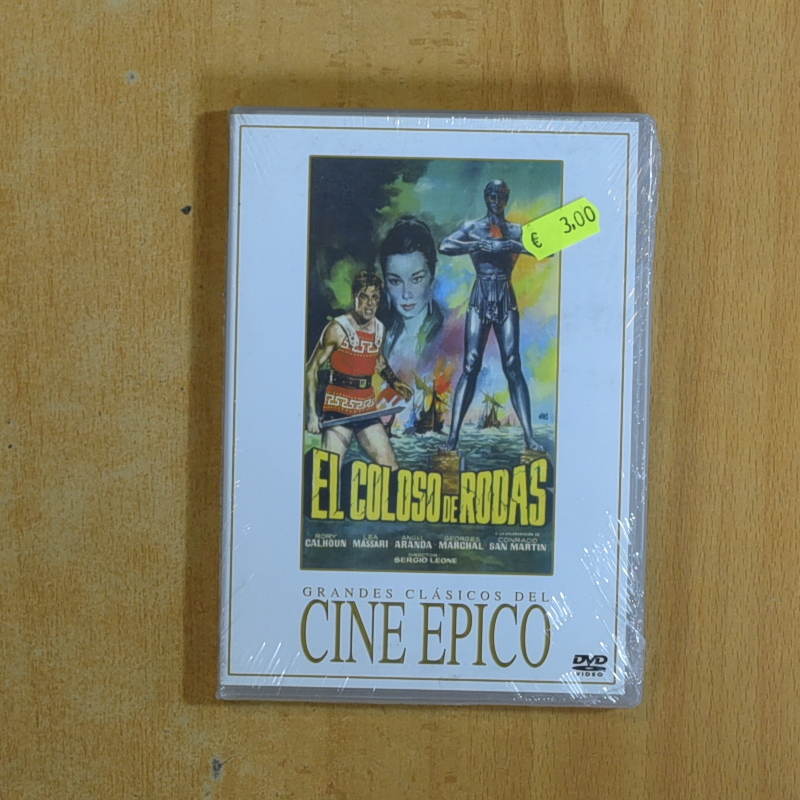 € 3,00
EL COLOSO DE RODAS
RORY CALHOUN LEA MASSARI ANGEL ARANDA GEORGES MARCHAL CONRADO SAN MARTIN
DIRECTOR
SERGIO LEONE
GRANDES CLÁSICOS DEL
CINE EPICO
DVD
VIDEO